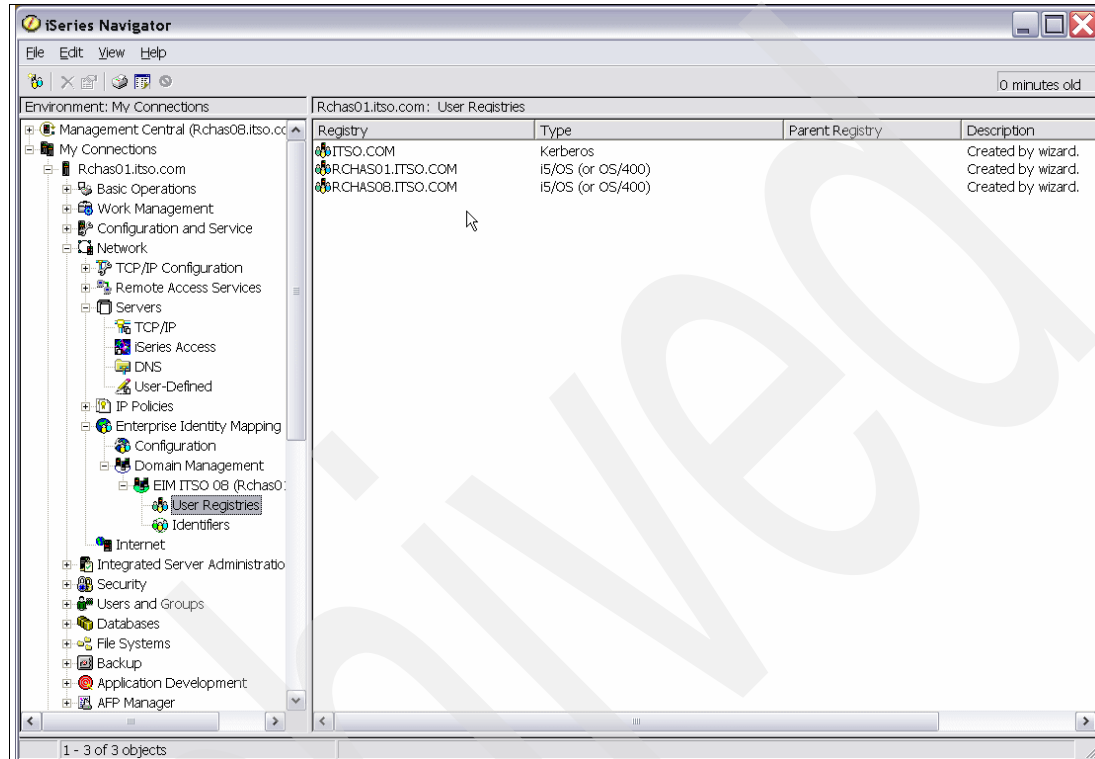 iSeries Navigator
File Edit View Help
0 minutes old
Environment: My Connections
Rchas01.itso.com: User Registries
Management Central (Rchas08.itso.cc
My Connections
Rchas01.itso.com
Basic Operations
Work Management
Configuration and Service
Network
TCP/IP Configuration
Remote Access Services
Servers
TCP/IP
iSeries Access
DNS
User-Defined
IP Policies
Enterprise Identity Mapping
Configuration
Domain Management
EIM ITSO 08 (Rchas0
User Registries
Identifiers
Internet
Integrated Server Administratio
Security
Users and Groups
Databases
File Systems
Backup
Application Development
AFP Manager
Registry Type Parent Registry Description
ITSO.COM Kerberos Created by wizard.
RCHAS01.ITSO.COM i5/OS (or OS/400) Created by wizard.
RCHAS08.ITSO.COM i5/OS (or OS/400) Created by wizard.
1 - 3 of 3 objects
hived